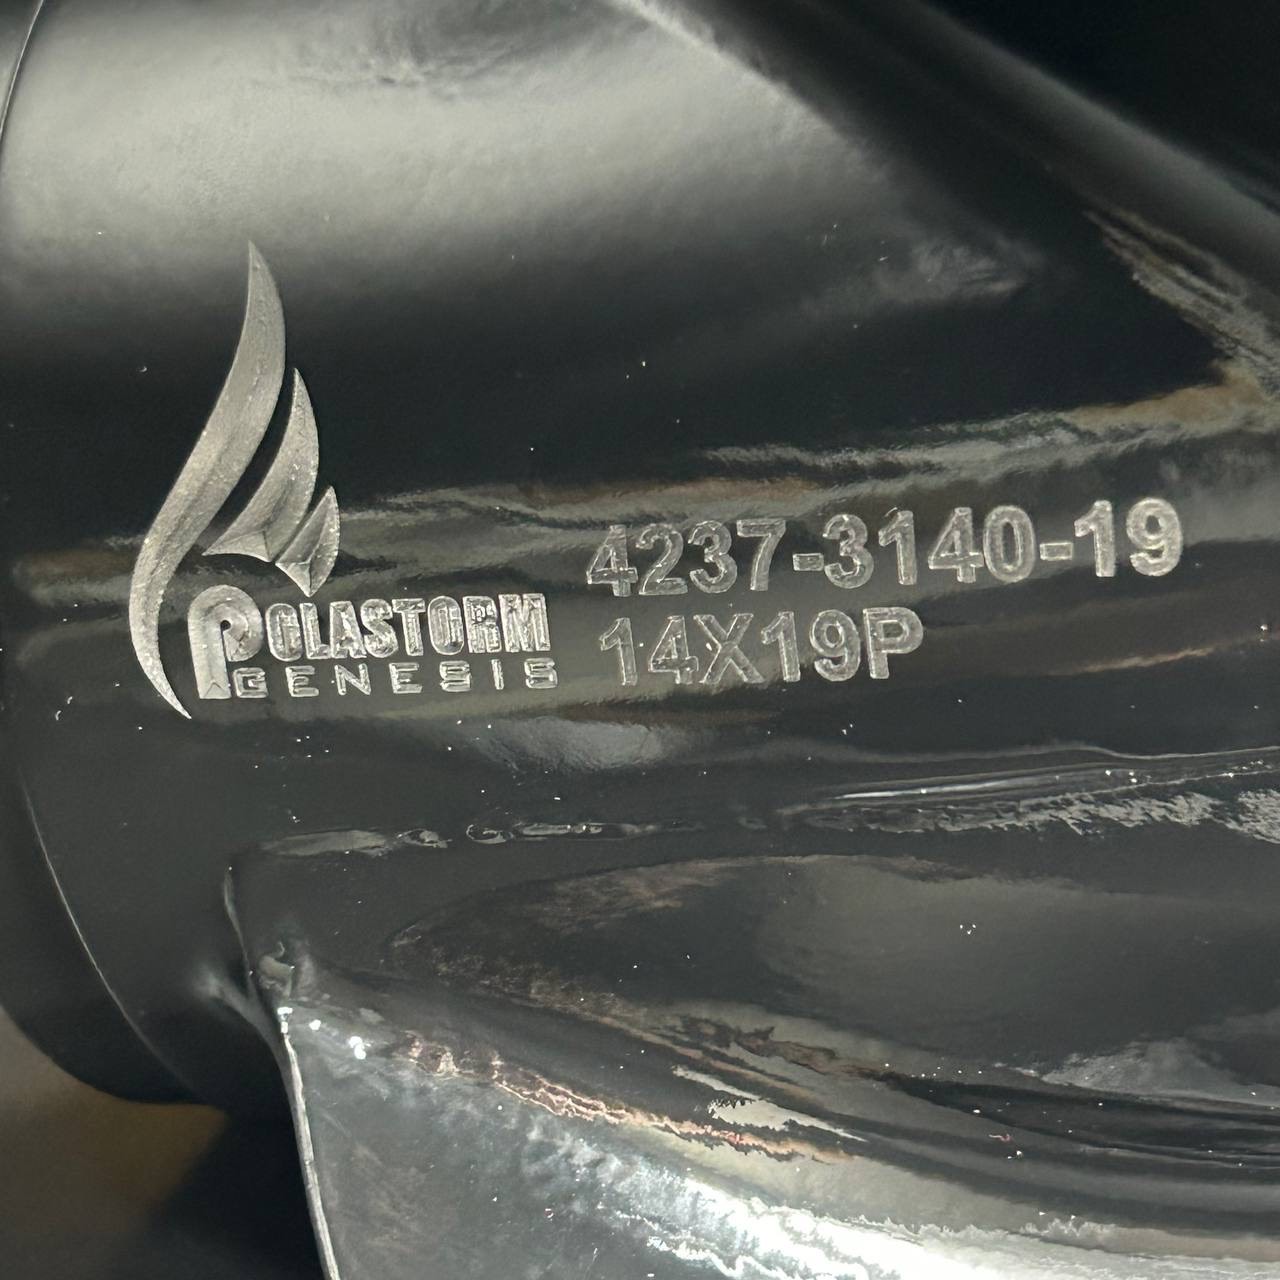 POLASTORM
GENESIS
4237-3140-19
14X19P